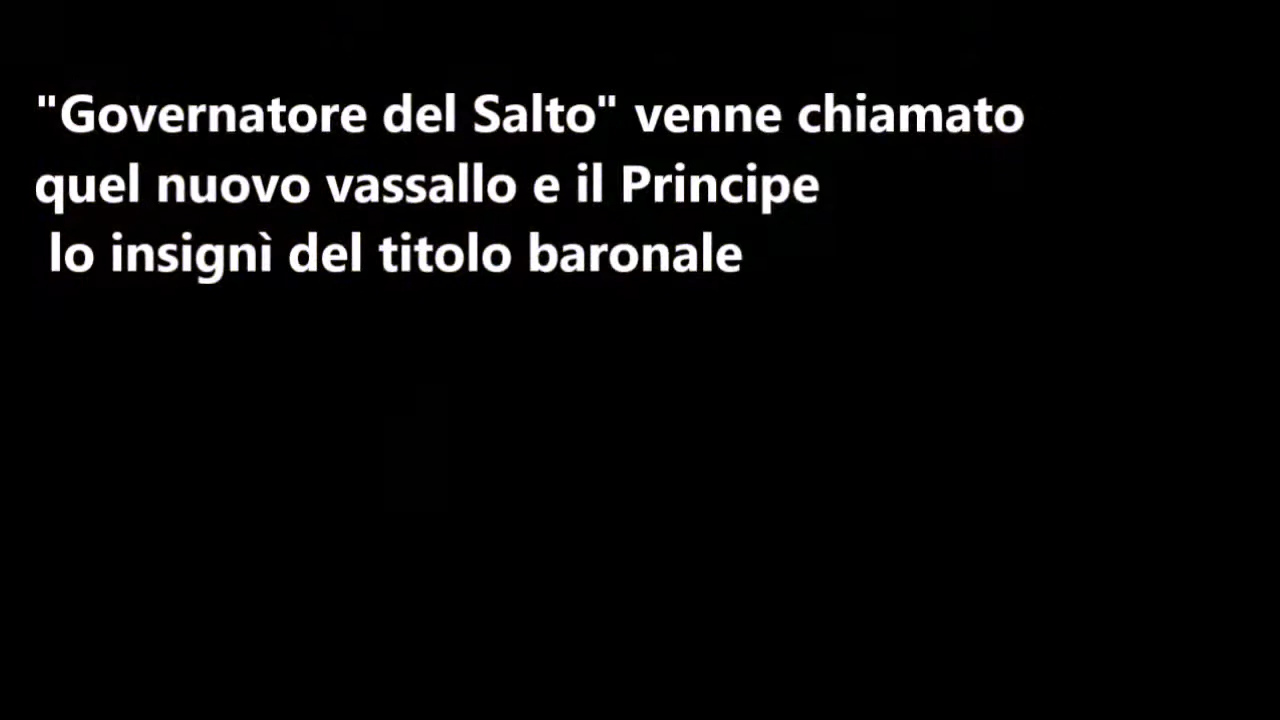 "Governatore del Salto" venne chiamato
quel nuovo vassallo e il Principe
lo insignì del titolo baronale